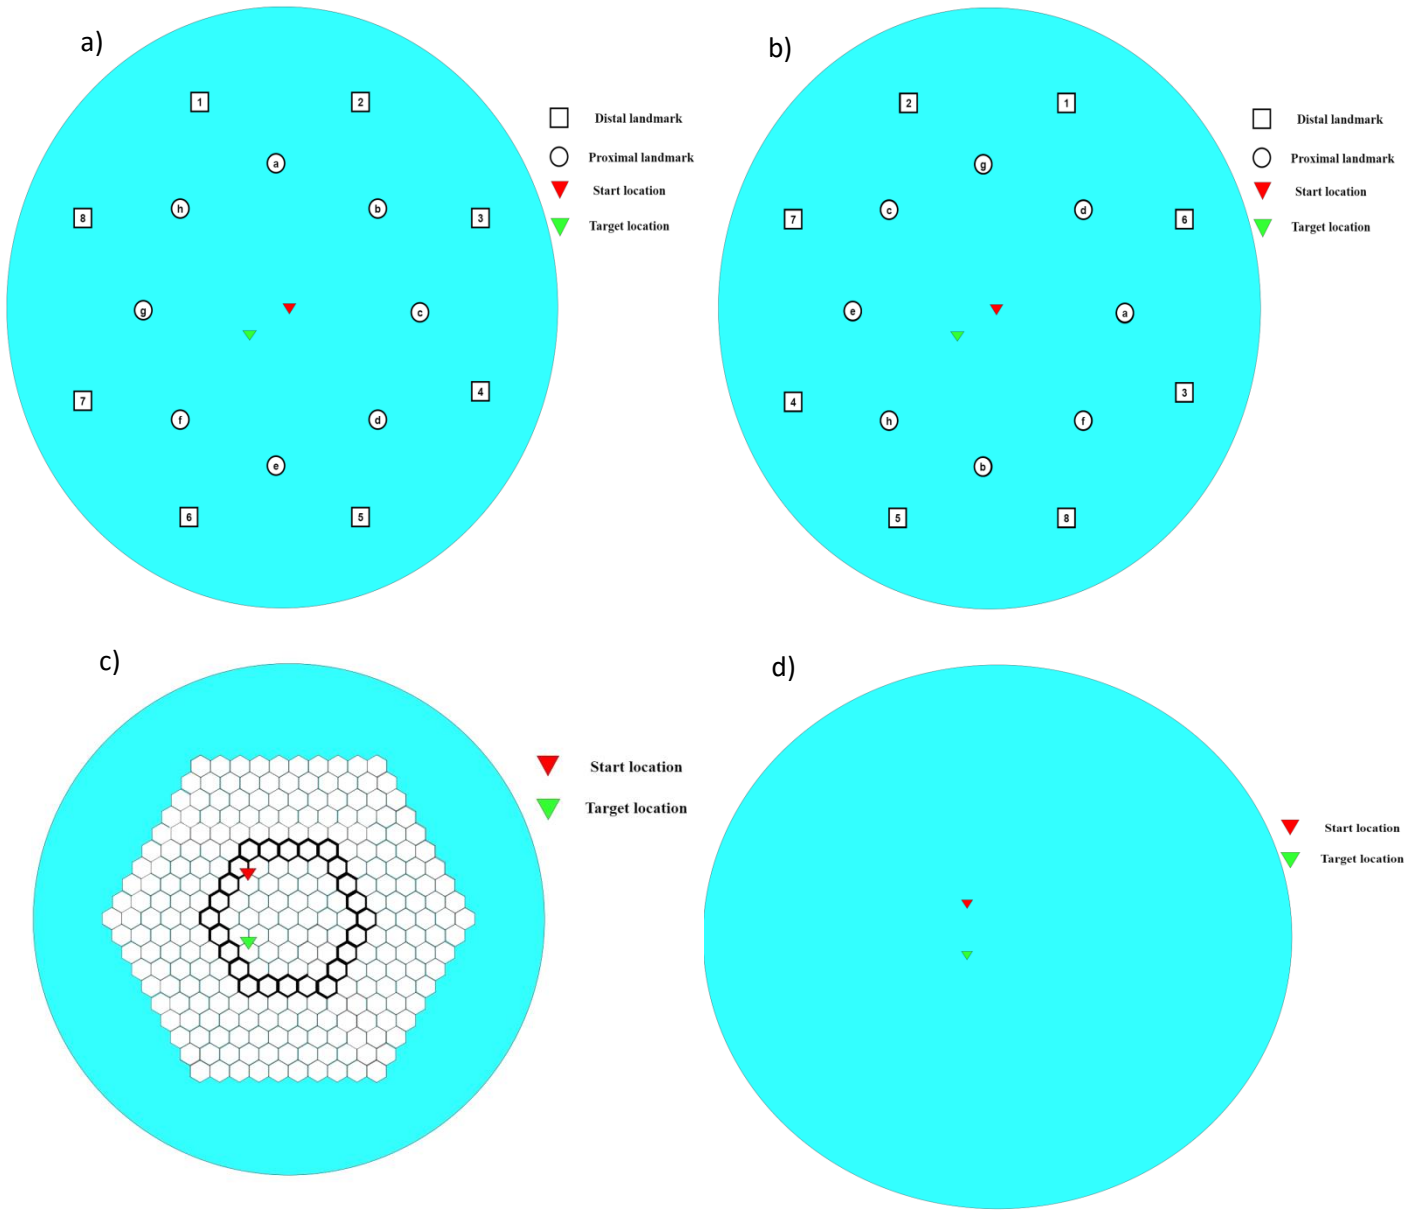 a)
1
2
a
h
b
8
3
g
c
7
4
f
d
e
6
5
Distal landmark
Proximal landmark
Start location
Target location
b)
2
1
g
c
d
7
6
e
a
4
3
h
f
b
5
8
Distal landmark
Proximal landmark
Start location
Target location
c)
Start location
Target location
d)
Start location
Target location